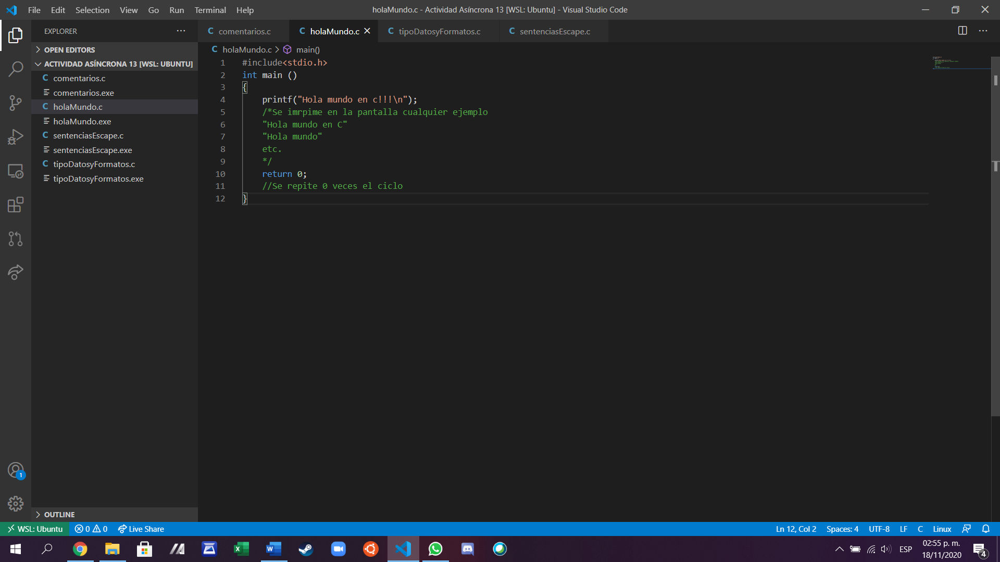 File Edit Selection View Go Run Terminal Help
holaMundo.c - Actividad Asíncrona 13 [WSL: Ubuntu] - Visual Studio Code
EXPLORER
OPEN EDITORS
ACTIVIDAD ASÍNCRONA 13 [WSL: UBUNTU]
C comentarios.c
comentarios.exe
C holaMundo.c
holaMundo.exe
C sentenciasEscape.c
sentenciasEscape.exe
C tipoDatosyFormatos.c
tipoDatosyFormatos.exe
OUTLINE
C comentarios.c C holaMundo.c C tipoDatosyFormatos.c C sentenciasEscape.c
C holaMundo.c > main()
1 #include<stdio.h>
2 int main ()
3 {
4 printf("Hola mundo en c!!!\n");
5 /*Se imrpime en la pantalla cualquier ejemplo
6 "Hola mundo en C"
7 "Hola mundo"
8 etc.
9 */
10 return 0;
11 //Se repite 0 veces el ciclo
12 }
1
WSL: Ubuntu 0 0 Live Share Ln 12, Col 2 Spaces: 4 UTF-8 LF C Linux
ESP
02:55 p. m.
18/11/2020
4